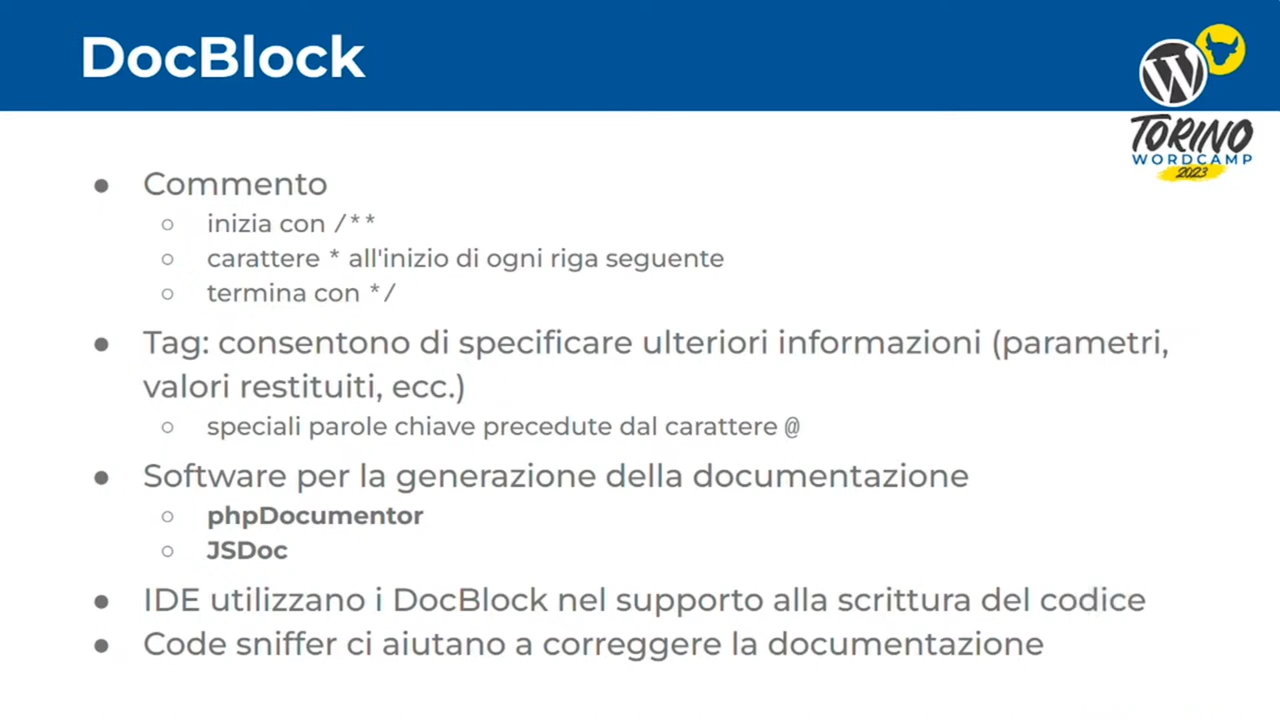 DocBlock
TORINO
WORDCAMP
2023
● Commento
○ inizia con /**
○ carattere * all'inizio di ogni riga seguente
○ termina con */
● Tag: consentono di specificare ulteriori informazioni (parametri,
valori restituiti, ecc.)
○ speciali parole chiave precedute dal carattere @
● Software per la generazione della documentazione
○ phpDocumentor
○ JSDoc
● IDE utilizzano i DocBlock nel supporto alla scrittura del codice
● Code sniffer ci aiutano a correggere la documentazione